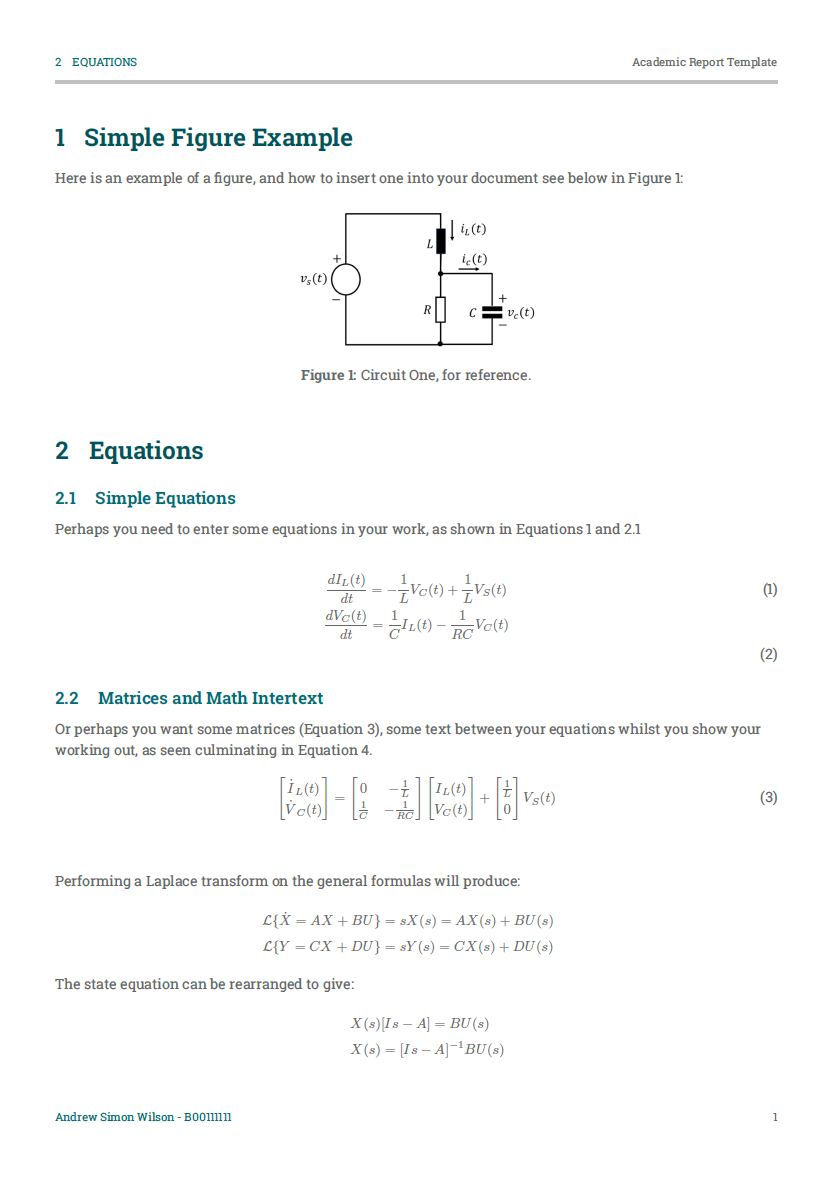 2 EQUATIONS Academic Report Template
1 Simple Figure Example
Here is an example of a figure, and how to insert one into your document see below in Figure 1:
L i_L(t)
i_c(t)
+
v_s(t)
−
R C + v_c(t) −
Figure 1: Circuit One, for reference.
2 Equations
2.1 Simple Equations
Perhaps you need to enter some equations in your work, as shown in Equations 1 and 2.1
\frac{dI_L(t)}{dt} = -\frac{1}{L}V_C(t) + \frac{1}{L}V_S(t) (1)
\frac{dV_C(t)}{dt} = \frac{1}{C}I_L(t) - \frac{1}{RC}V_C(t)
(2)
2.2 Matrices and Math Intertext
Or perhaps you want some matrices (Equation 3), some text between your equations whilst you show your
working out, as seen culminating in Equation 4.
\begin{bmatrix} \dot{I}_L(t) \\ \dot{V}_C(t) \end{bmatrix} = \begin{bmatrix} 0 & -\frac{1}{L} \\ \frac{1}{C} & -\frac{1}{RC} \end{bmatrix} \begin{bmatrix} I_L(t) \\ V_C(t) \end{bmatrix} + \begin{bmatrix} \frac{1}{L} \\ 0 \end{bmatrix} V_S(t) (3)
Performing a Laplace transform on the general formulas will produce:
\mathcal{L}\{\dot{X} = AX + BU\} = sX(s) = AX(s) + BU(s)
\mathcal{L}\{Y = CX + DU\} = sY(s) = CX(s) + DU(s)
The state equation can be rearranged to give:
X(s)[Is − A] = BU(s)
X(s) = [Is − A]^{-1}BU(s)
Andrew Simon Wilson - B00111111 1